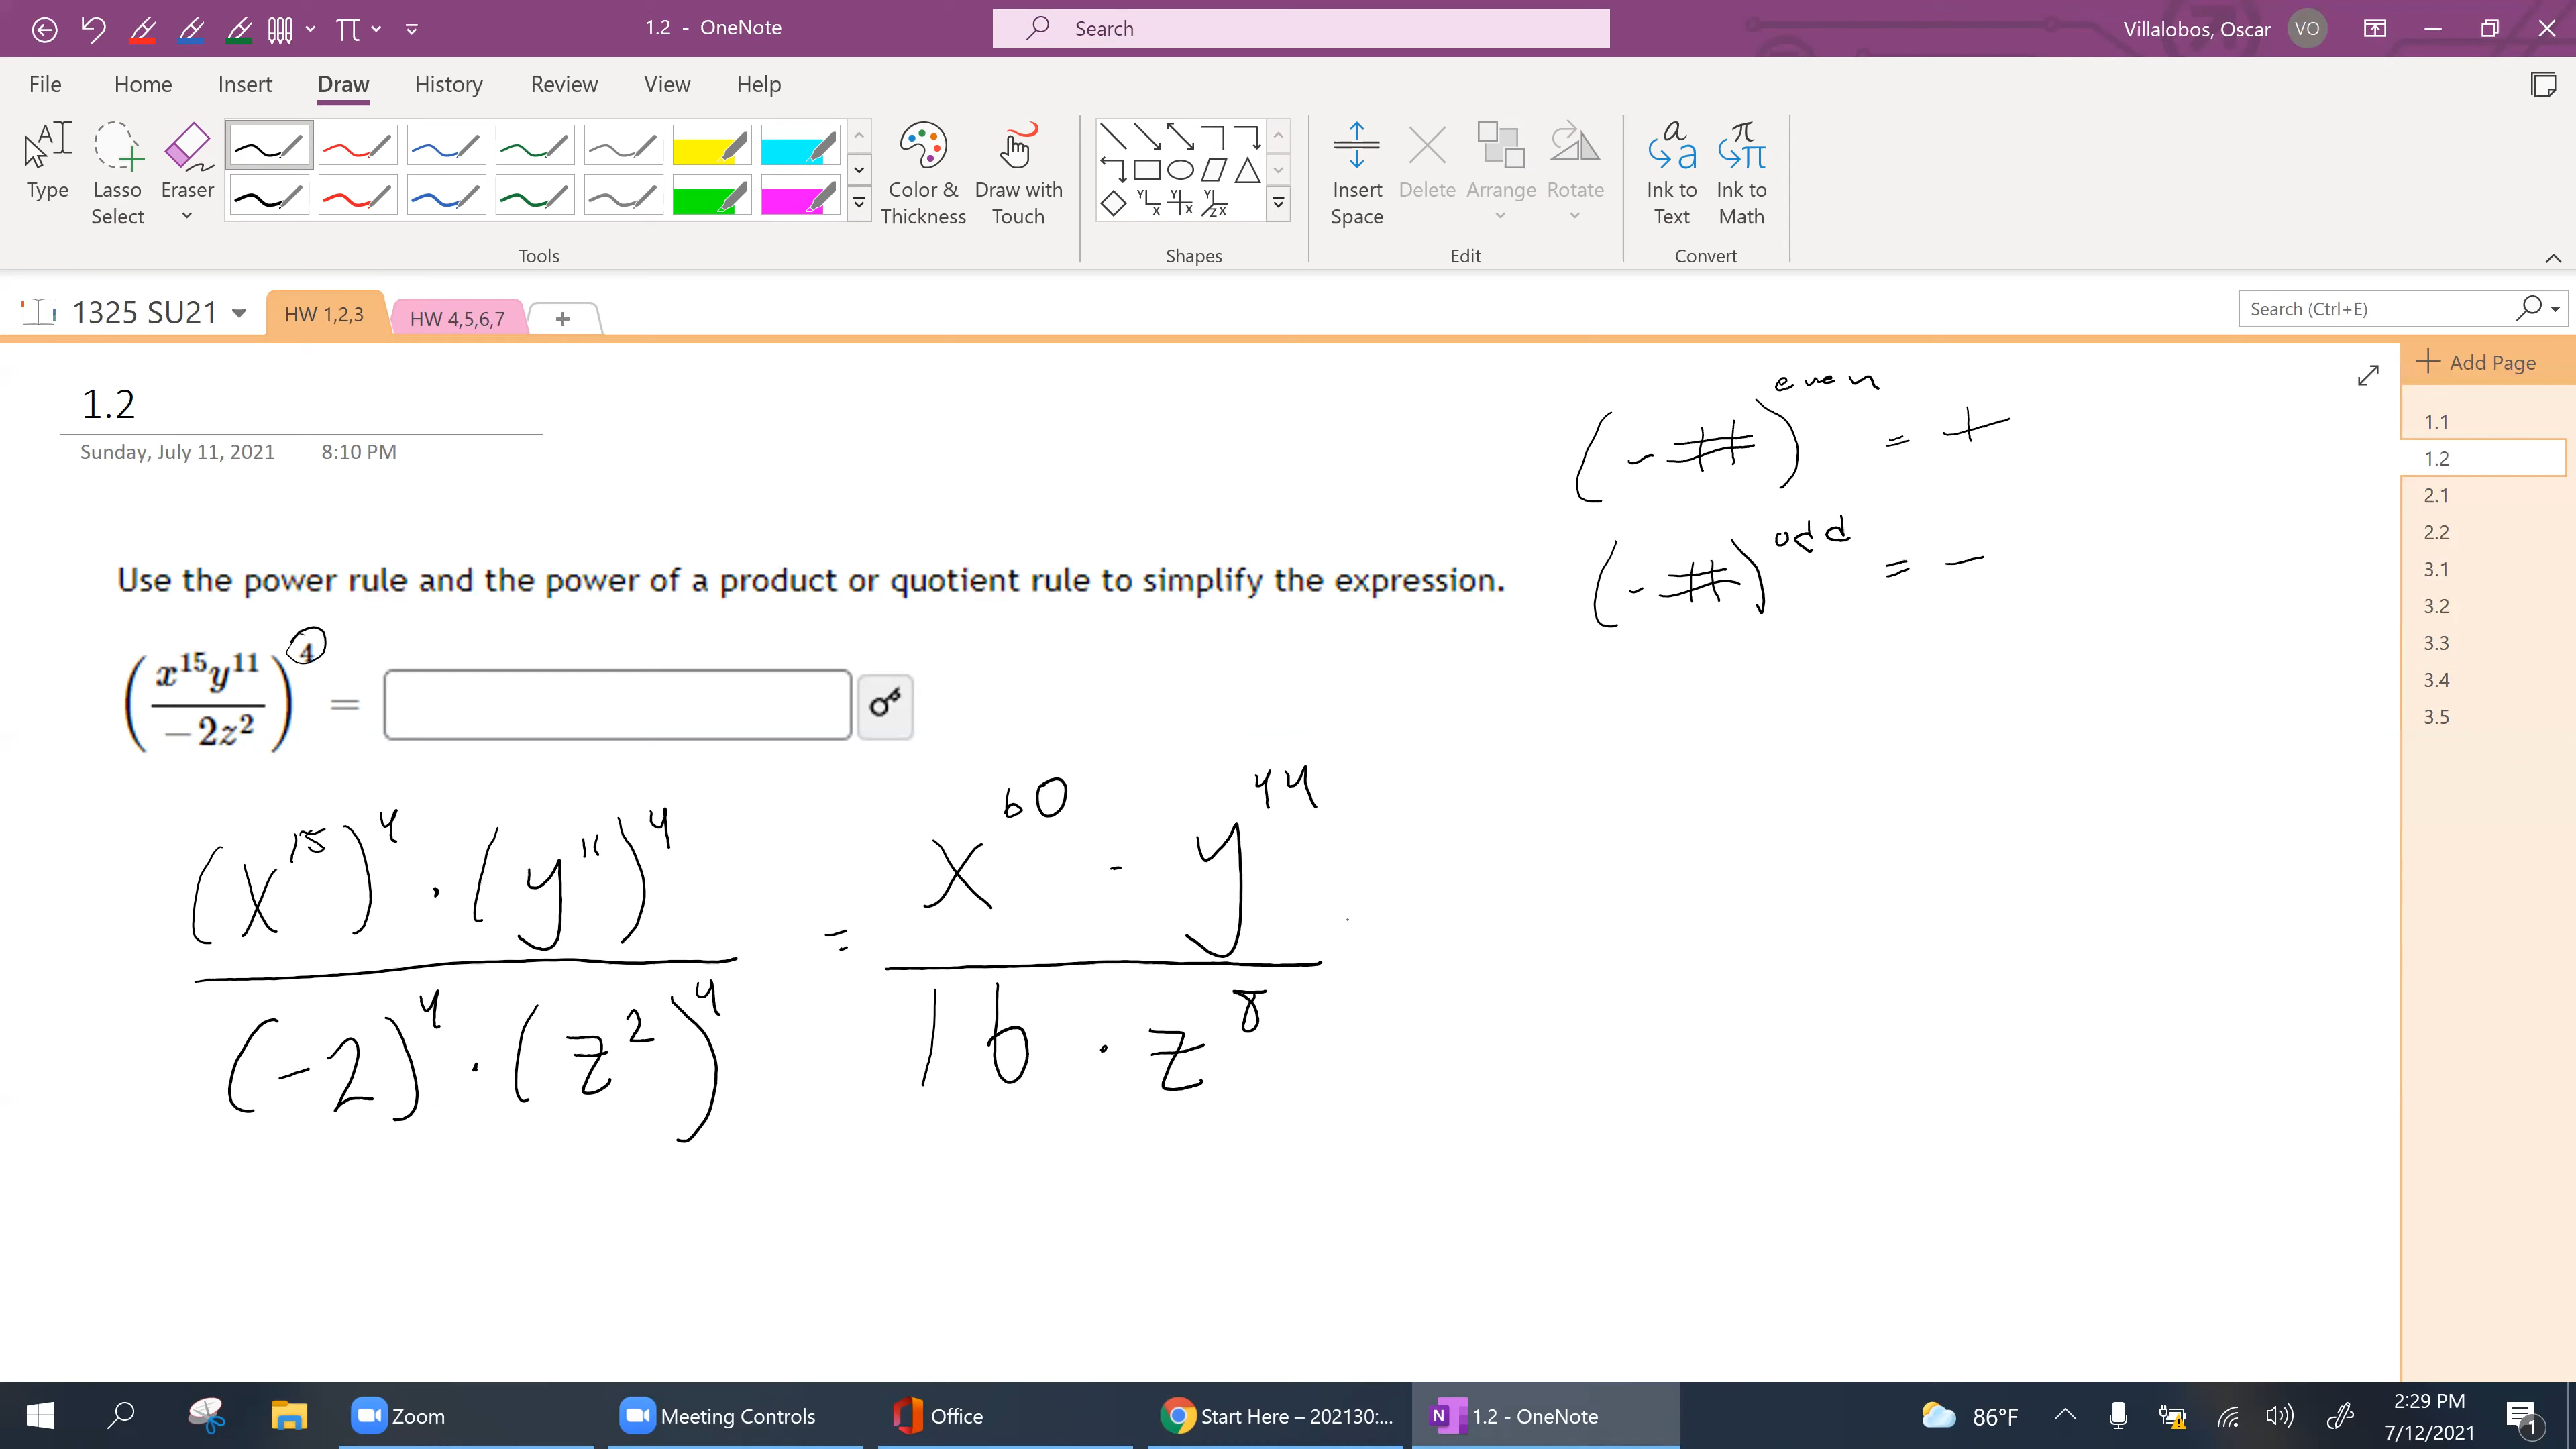 1.2 - OneNote
Search
Villalobos, Oscar VO
File Home Insert Draw History Review View Help
Type
Lasso Select
Eraser
Color & Thickness
Draw with Touch
Insert Space
Delete
Arrange
Rotate
Ink to Text
Ink to Math
Tools
Shapes
Edit
Convert
1325 SU21
HW 1,2,3
HW 4,5,6,7
Search (Ctrl+E)
Add Page
1.1
1.2
2.1
2.2
3.1
3.2
3.3
3.4
3.5
1.2
Sunday, July 11, 2021 8:10 PM
(-#)^even = +
(-#)^odd = -
Use the power rule and the power of a product or quotient rule to simplify the expression.
(x^15 y^11 / -2z^2)^4 =
(x^15)^4 · (y^11)^4 / (-2)^4 · (z^2)^4 = x^60 · y^44 / 16 · z^8
Zoom
Meeting Controls
Office
Start Here – 202130:...
1.2 - OneNote
86°F
2:29 PM
7/12/2021
1